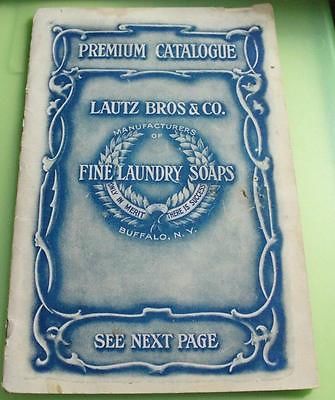 PREMIUM CATALOGUE
LAUTZ BROS & CO.
MANUFACTURERS
OF
FINE LAUNDRY SOAPS
ONLY IN MERIT THERE IS SUCCESS
BUFFALO, N.Y.
SEE NEXT PAGE